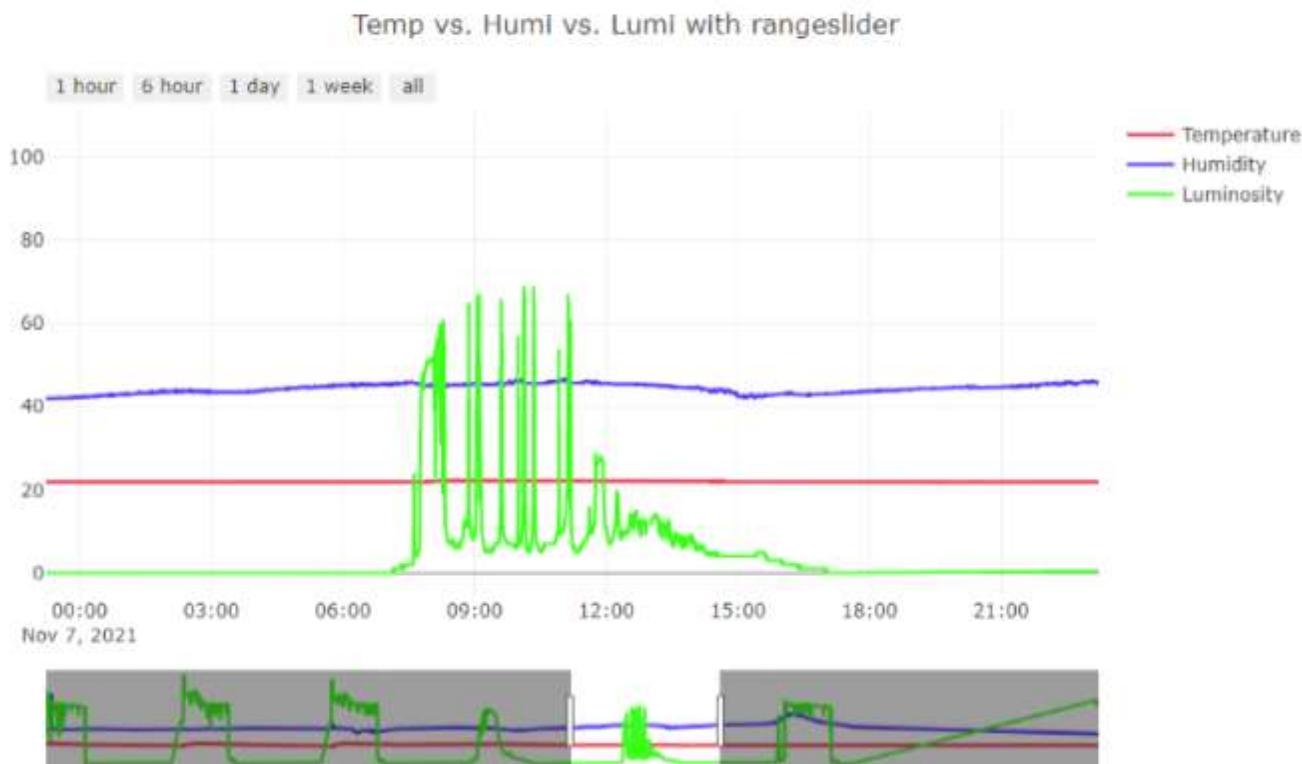 Temp vs. Humi vs. Lumi with rangeslider
1 hour 6 hour 1 day 1 week all
Temperature
Humidity
Luminosity
100
80
60
40
20
0
00:00 03:00 06:00 09:00 12:00 15:00 18:00 21:00
Nov 7, 2021